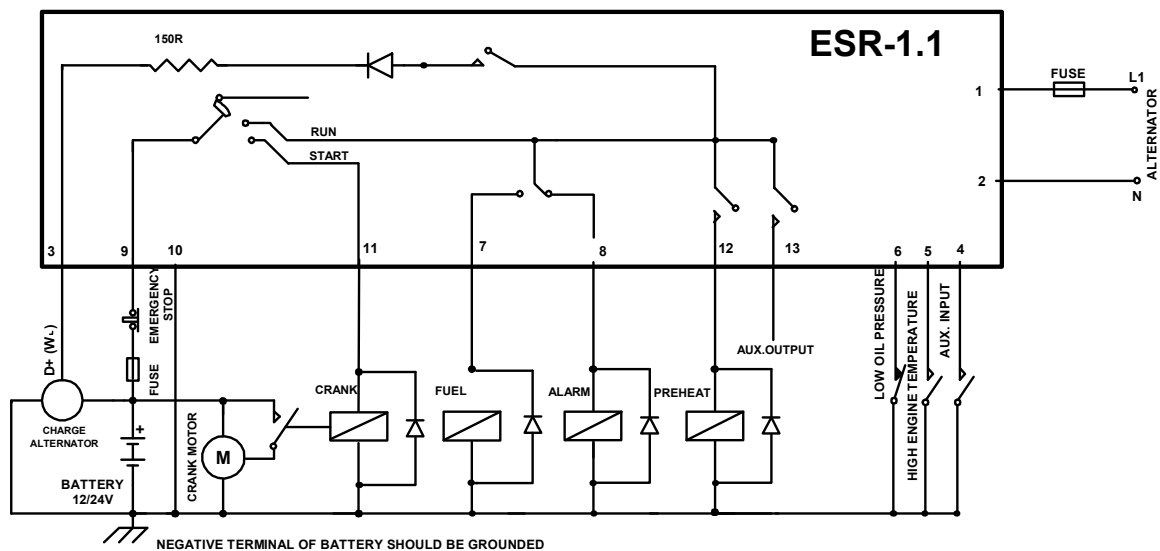 150R
ESR-1.1
FUSE
L1
1
ALTERNATOR
RUN
START
2
N
3
9
10
11
7
8
12
13
6
5
4
EMERGENCY
STOP
D+ (W
FUSE
LOW OIL PRESSURE
HIGH ENGINE TEMPERATURE
AUX. INPUT
AUX.OUTPUT
CRANK
FUEL
ALARM
PREHEAT
CHARGE
ALTERNATOR
+
CRANK MOTOR
M
BATTERY
12/24V
NEGATIVE TERMINAL OF BATTERY SHOULD BE GROUNDED